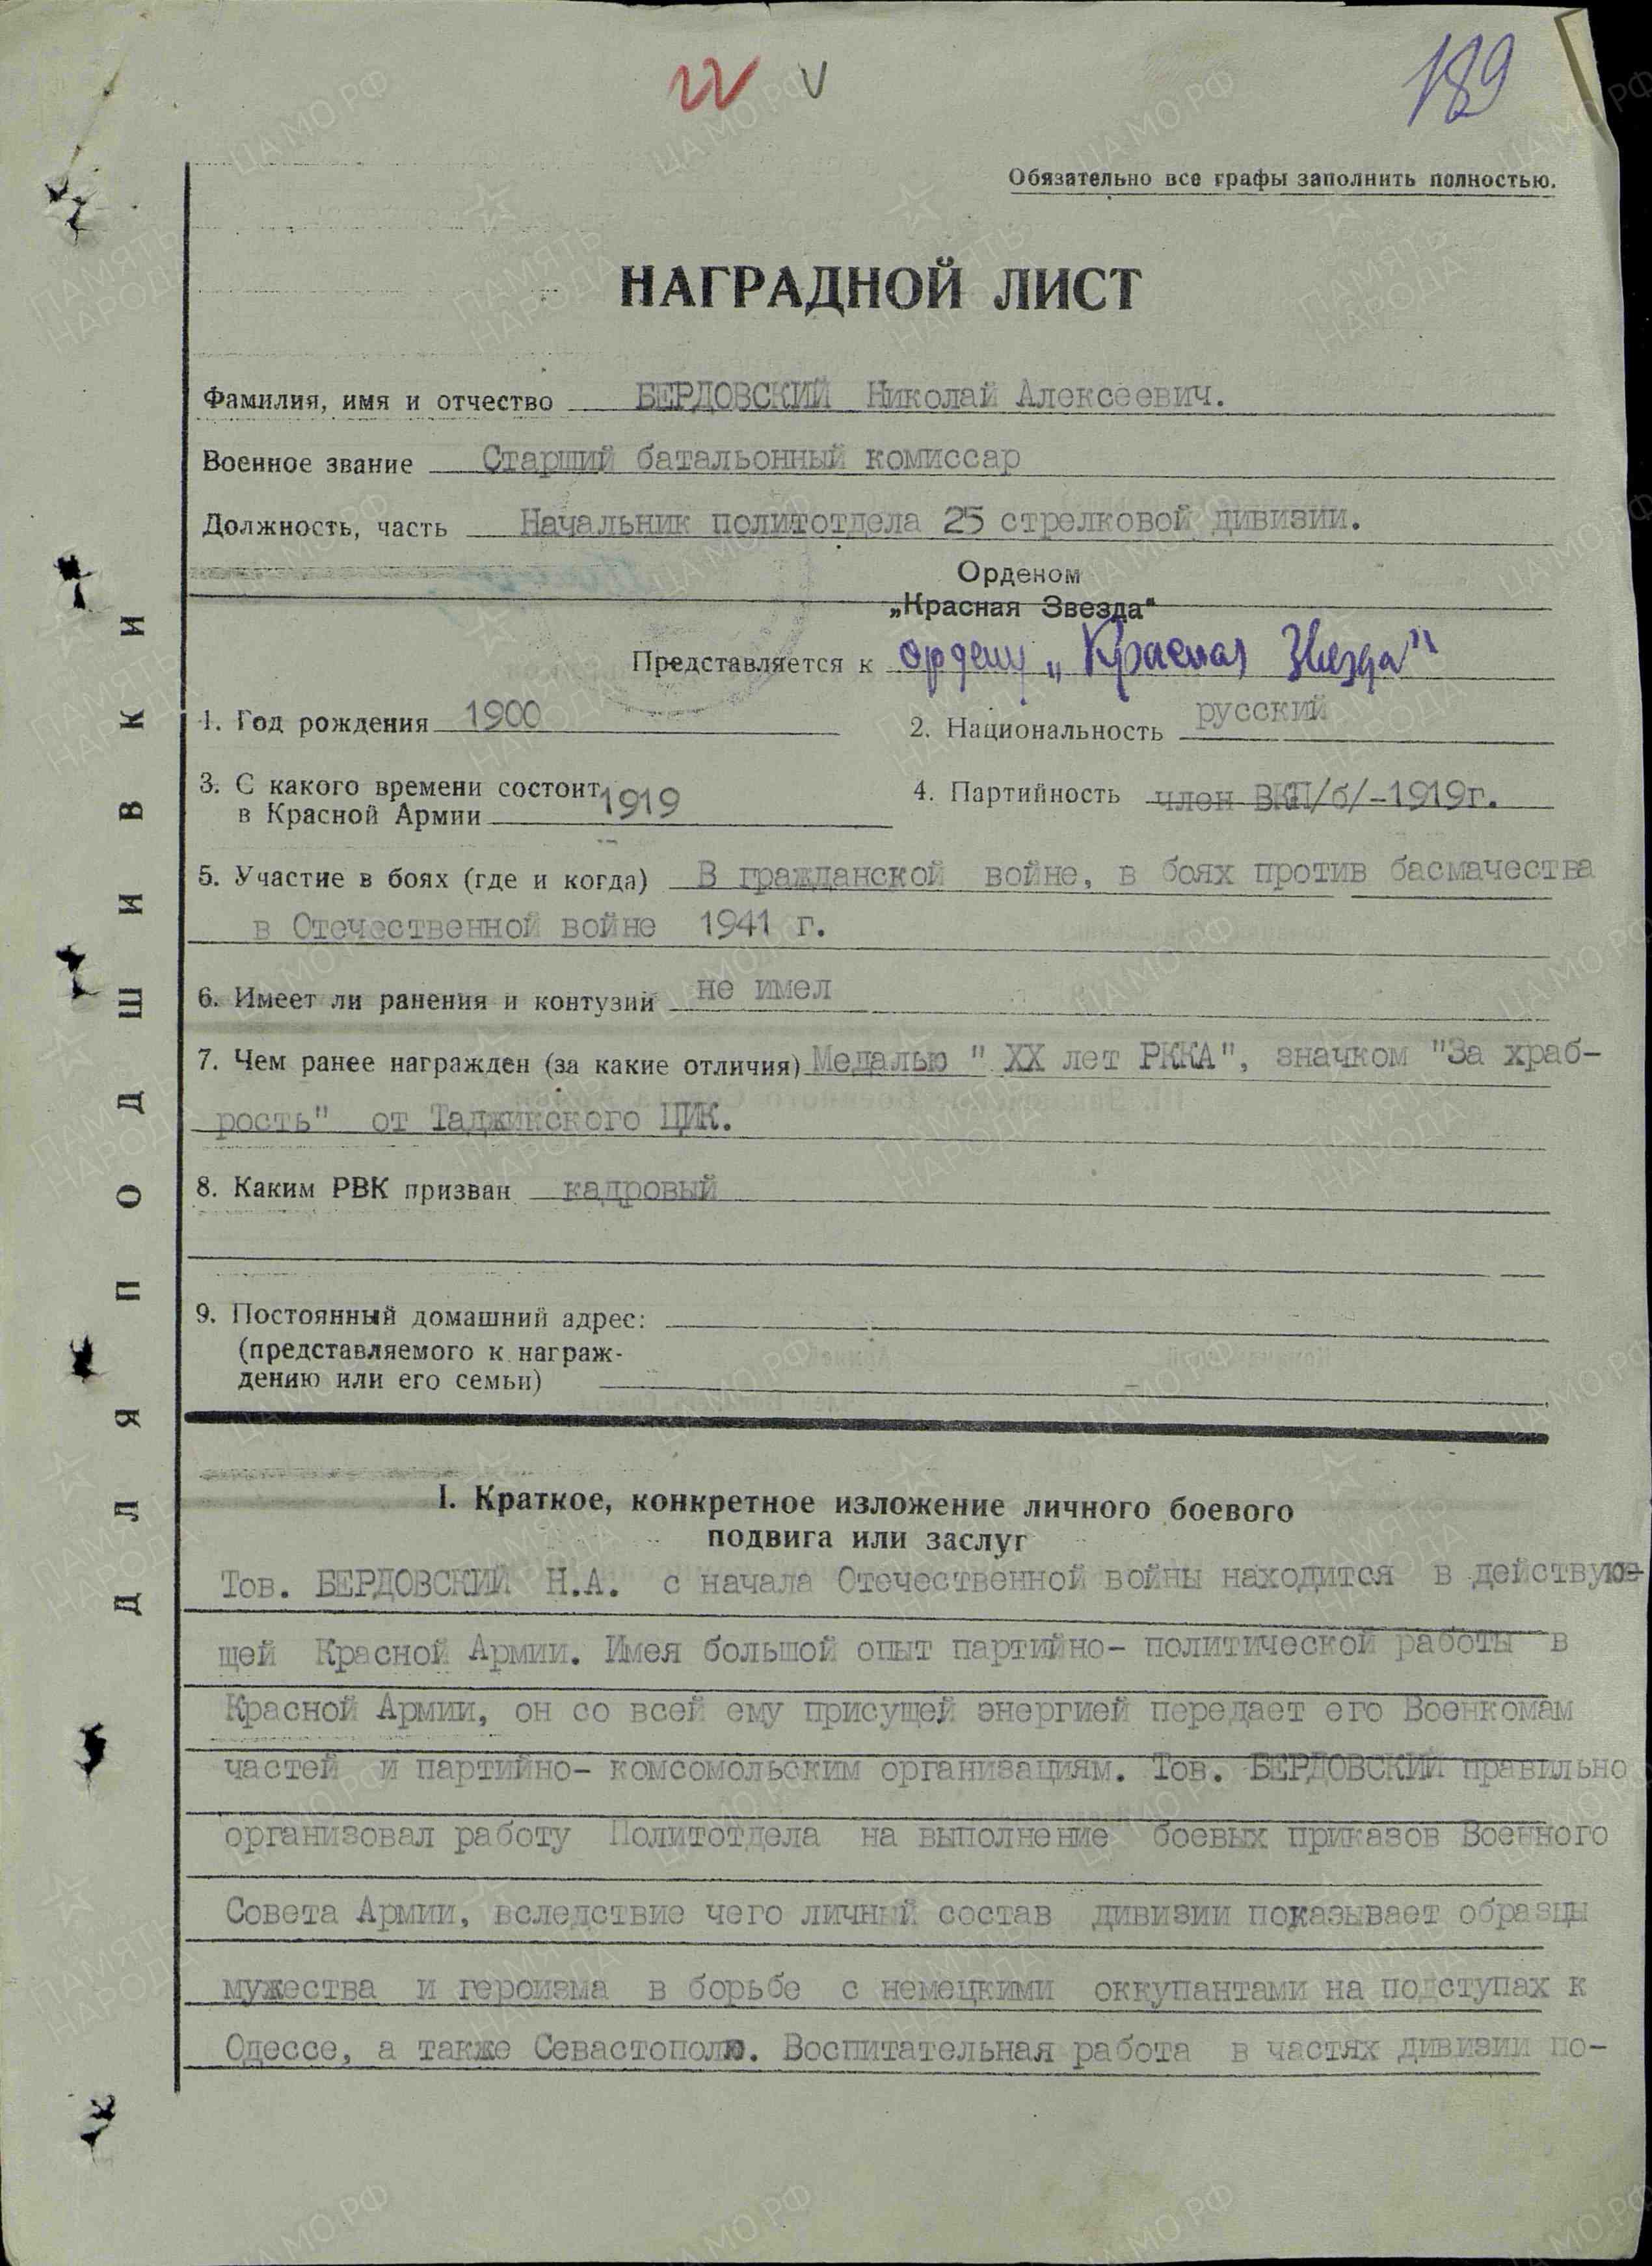 22 V 189
Обязательно все графы заполнить полностью.
НАГРАДНОЙ ЛИСТ
Фамилия, имя и отчество БЕРДОВСКИЙ Николай Алексеевич.
Военное звание Старший батальонный комиссар
Должность, часть Начальник политотдела 25 стрелковой дивизии.
Орденом
„Красная Звезда“
Представляется к ордену „Красная Звезда"
1. Год рождения 1900 2. Национальность русский
3. С какого времени состоит
в Красной Армии 1919 4. Партийность член ВКП/б/-1919г.
5. Участие в боях (где и когда) В гражданской войне, в боях против басмачества
в Отечественной войне 1941 г.
6. Имеет ли ранения и контузии не имел
7. Чем ранее награжден (за какие отличия) Медалью " ХХ лет РККА", значком "За храб-
рость" от Таджикского ЦИК.
8. Каким РВК призван кадровый
9. Постоянный домашний адрес:
(представляемого к награж-
дению или его семьи)
I. Краткое, конкретное изложение личного боевого
подвига или заслуг
Тов. БЕРДОВСКИЙ Н.А. с начала Отечественной войны находится в действую-
щей Красной Армии. Имея большой опыт партийно- политической работы в
Красной Армии, он со всей ему присущей энергией передает его Военкомам
частей и партийно- комсомольским организациям. Тов. БЕРДОВСКИЙ правильно
организовал работу Политотдела на выполнение боевых приказов Военного
Совета Армии, вследствие чего личный состав дивизии показывает образцы
мужества и героизма в борьбе с немецкими оккупантами на подступах к
Одессе, а также Севастополю. Воспитательная работа в частях дивизии по-
ДЛЯ ПОДШИВКИ
ПАМЯТЬ НАРОДА
ЦА МО РФ